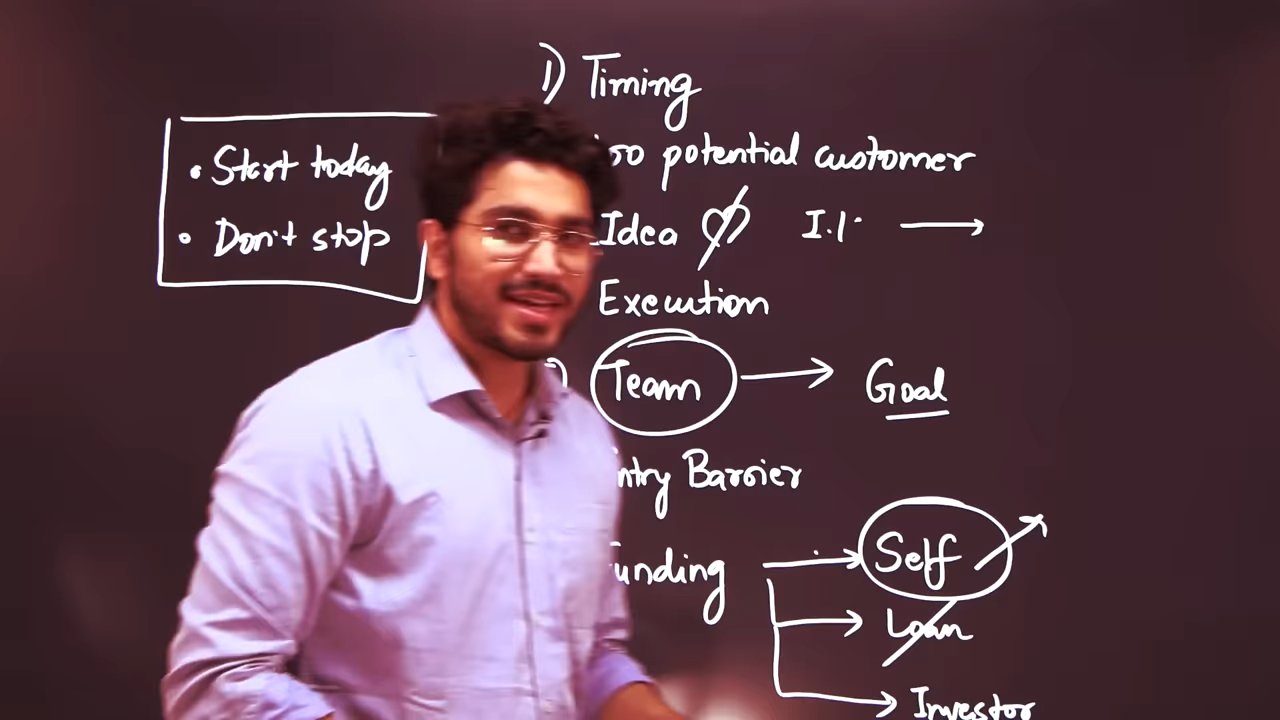 • Start today
• Don't stop
1) Timing
potential customer
Idea
Execution
Team → Goal
Barrier
Self
Loan
Investor